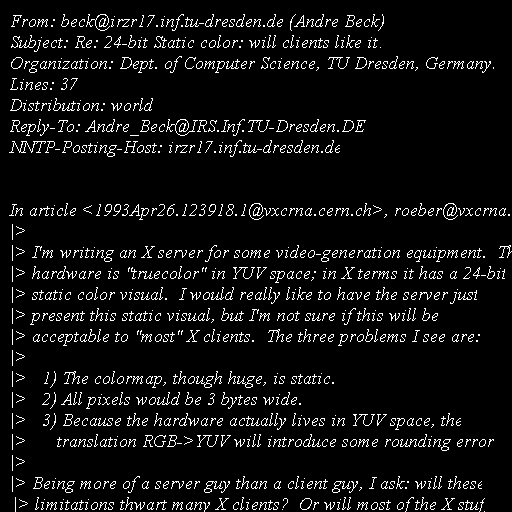 From: beck@irzr17.inf.tu-dresden.de (Andre Beck)
Subject: Re: 24-bit Static color: will clients like it.
Organization: Dept. of Computer Science, TU Dresden, Germany.
Lines: 37
Distribution: world
Reply-To: Andre_Beck@IRS.Inf.TU-Dresden.DE
NNTP-Posting-Host: irzr17.inf.tu-dresden.de
In article <1993Apr26.123918.1@vxcrna.cern.ch>, roeber@vxcrna.
|>
|> I'm writing an X server for some video-generation equipment.  Th
|> hardware is "truecolor" in YUV space; in X terms it has a 24-bit
|> static color visual.  I would really like to have the server just
|> present this static visual, but I'm not sure if this will be
|> acceptable to "most" X clients.  The three problems I see are:
|>
|>   1) The colormap, though huge, is static.
|>   2) All pixels would be 3 bytes wide.
|>   3) Because the hardware actually lives in YUV space, the
|>      translation RGB->YUV will introduce some rounding error
|>
|> Being more of a server guy than a client guy, I ask: will these
|> limitations thwart many X clients?  Or will most of the X stuf